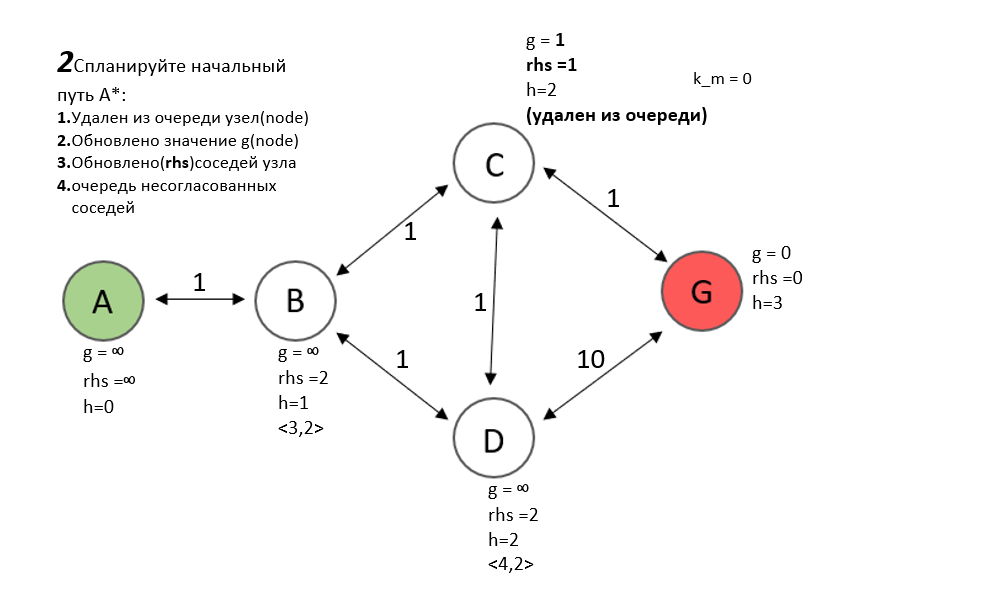 2Спланируйте начальный
путь A*:
1.Удален из очереди узел(node)
2.Обновлено значение g(node)
3.Обновлено(rhs)соседей узла
4.очередь несогласованных
соседей
g = 1
rhs =1
h=2
(удален из очереди)
k_m = 0
C
1
1
A
1
B
1
G
g = 0
rhs =0
h=3
g = ∞
rhs =∞
h=0
g = ∞
rhs =2
h=1
<3,2>
1
10
D
g = ∞
rhs =2
h=2
<4,2>